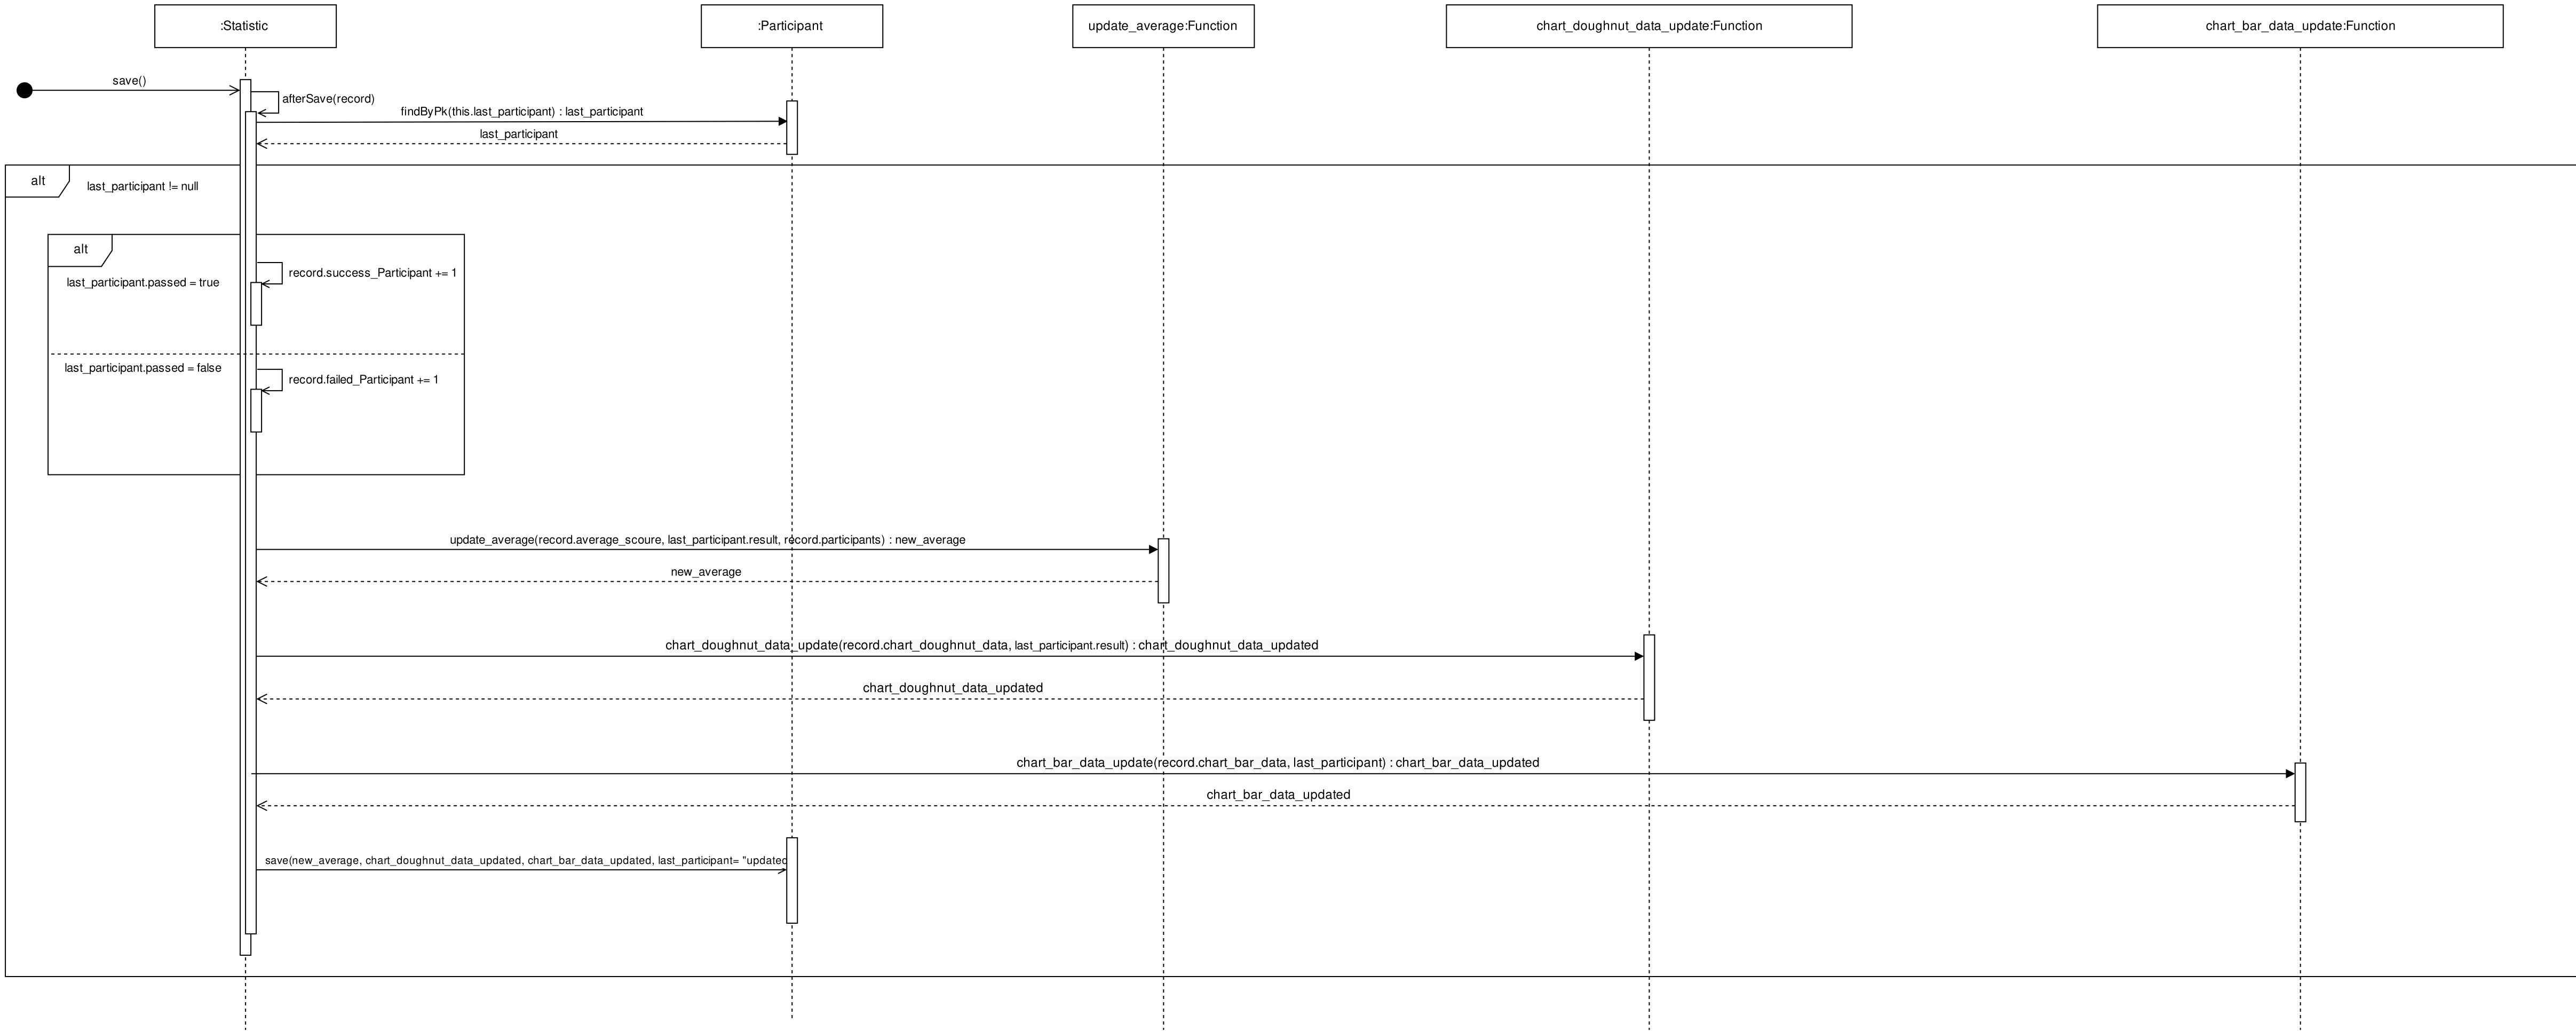 :Statistic
:Participant
update_average:Function
chart_doughnut_data_update:Function
chart_bar_data_update:Function
save()
afterSave(record)
findByPk(this.last_participant) : last_participant
last_participant
alt
last_participant != null
alt
record.success_Participant += 1
last_participant.passed = true
last_participant.passed = false
record.failed_Participant += 1
update_average(record.average_scoure, last_participant.result, record.participants) : new_average
new_average
chart_doughnut_data_update(record.chart_doughnut_data, last_participant.result) : chart_doughnut_data_updated
chart_doughnut_data_updated
chart_bar_data_update(record.chart_bar_data, last_participant) : chart_bar_data_updated
chart_bar_data_updated
save(new_average, chart_doughnut_data_updated, chart_bar_data_updated, last_participant= "updated